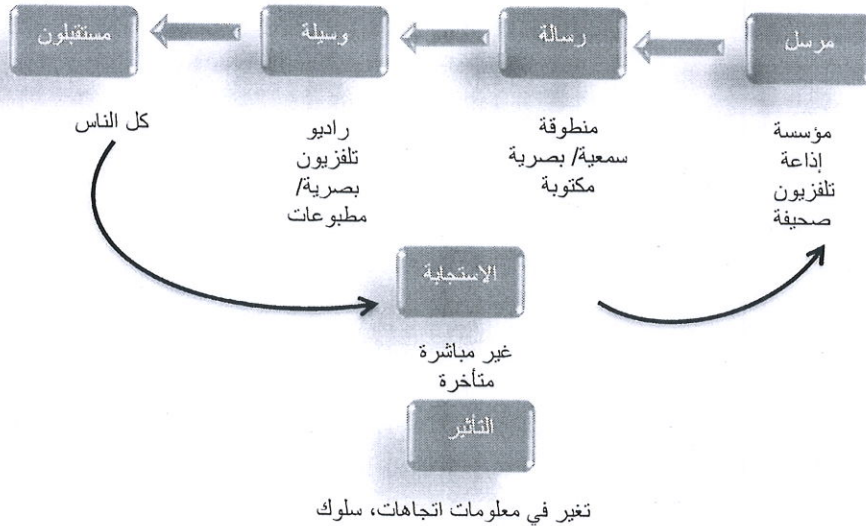 مرسل
رسالة
وسيلة
مستقبلون
مؤسسة
إذاعة
تلفزيون
صحيفة
منطوقة
سمعية/ بصرية
مكتوبة
راديو
تلفزيون
بصرية/
مطبوعات
كل الناس
الاستجابة
غير مباشرة
متأخرة
التأثير
تغير في معلومات اتجاهات، سلوك